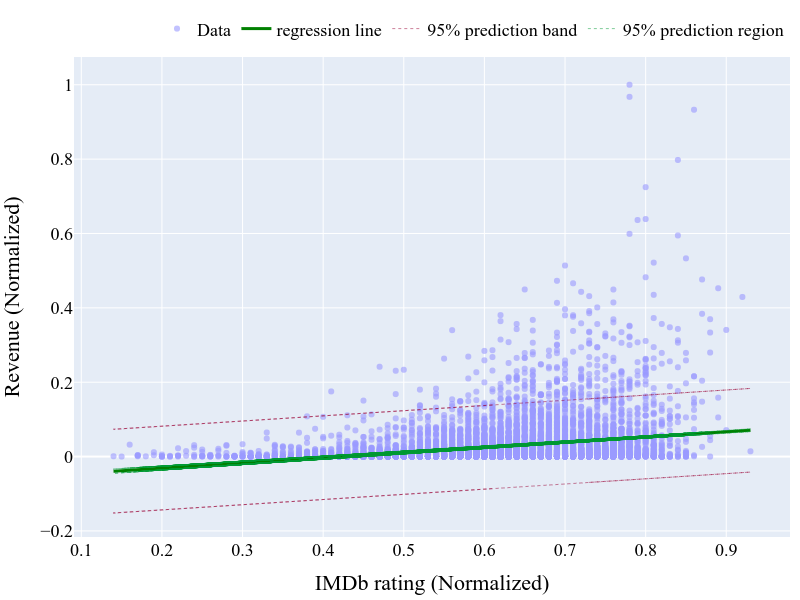 Data
regression line
95% prediction band
95% prediction region
Revenue (Normalized)
1
0.8
0.6
0.4
0.2
0
−0.2
0.1
0.2
0.3
0.4
0.5
0.6
0.7
0.8
0.9
IMDb rating (Normalized)